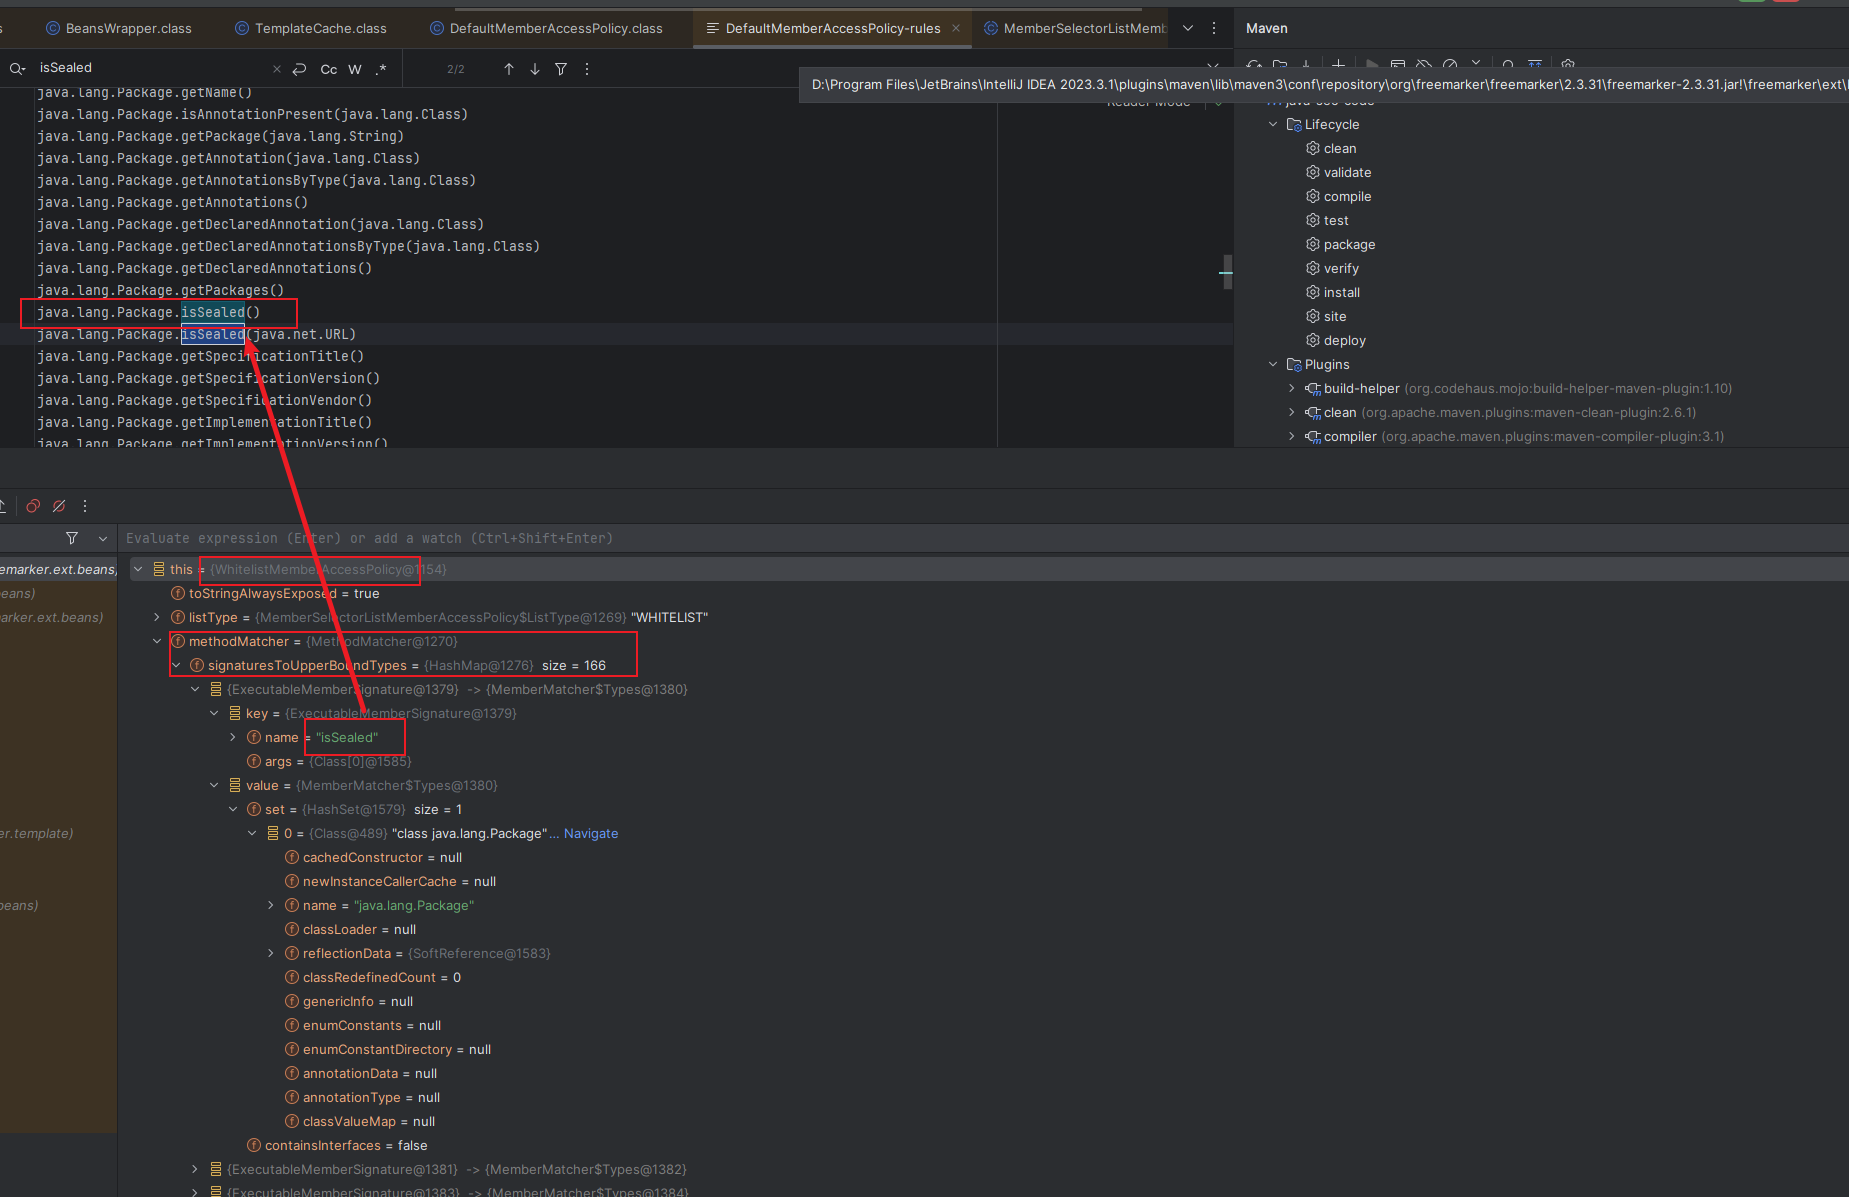 BeansWrapper.class TemplateCache.class DefaultMemberAccessPolicy.class DefaultMemberAccessPolicy-rules MemberSelectorListMemb Maven
isSealed Cc W .* 2/2
D:\Program Files\JetBrains\IntelliJ IDEA 2023.3.1\plugins\maven\lib\maven3\conf\repository\org\freemarker\freemarker\2.3.31\freemarker-2.3.31.jar!\freemarker\ext\
java.lang.Package.getName()
java.lang.Package.isAnnotationPresent(java.lang.Class)
java.lang.Package.getPackage(java.lang.String)
java.lang.Package.getAnnotation(java.lang.Class)
java.lang.Package.getAnnotationsByType(java.lang.Class)
java.lang.Package.getAnnotations()
java.lang.Package.getDeclaredAnnotation(java.lang.Class)
java.lang.Package.getDeclaredAnnotationsByType(java.lang.Class)
java.lang.Package.getDeclaredAnnotations()
java.lang.Package.getPackages()
java.lang.Package.isSealed()
java.lang.Package.isSealed(java.net.URL)
java.lang.Package.getSpecificationTitle()
java.lang.Package.getSpecificationVersion()
java.lang.Package.getSpecificationVendor()
java.lang.Package.getImplementationTitle()
java.lang.Package.getImplementationVersion()
Reader Mode
Lifecycle
clean
validate
compile
test
package
verify
install
site
deploy
Plugins
build-helper (org.codehaus.mojo:build-helper-maven-plugin:1.10)
clean (org.apache.maven.plugins:maven-clean-plugin:2.6.1)
compiler (org.apache.maven.plugins:maven-compiler-plugin:3.1)
Evaluate expression (Enter) or add a watch (Ctrl+Shift+Enter)
emarker.ext.beans)
eans)
arker.ext.beans)
er.template)
eans)
this = {WhitelistMemberAccessPolicy@1154}
toStringAlwaysExposed = true
listType = {MemberSelectorListMemberAccessPolicy$ListType@1269} "WHITELIST"
methodMatcher = {MethodMatcher@1270}
signaturesToUpperBoundTypes = {HashMap@1276} size = 166
{ExecutableMemberSignature@1379} -> {MemberMatcher$Types@1380}
key = {ExecutableMemberSignature@1379}
name = "isSealed"
args = {Class[0]@1585}
value = {MemberMatcher$Types@1380}
set = {HashSet@1579} size = 1
0 = {Class@489} "class java.lang.Package"... Navigate
cachedConstructor = null
newInstanceCallerCache = null
name = "java.lang.Package"
classLoader = null
reflectionData = {SoftReference@1583}
classRedefinedCount = 0
genericInfo = null
enumConstants = null
enumConstantDirectory = null
annotationData = null
annotationType = null
classValueMap = null
containsInterfaces = false
{ExecutableMemberSignature@1381} -> {MemberMatcher$Types@1382}
{ExecutableMemberSignature@1383} -> {MemberMatcher$Types@1384}